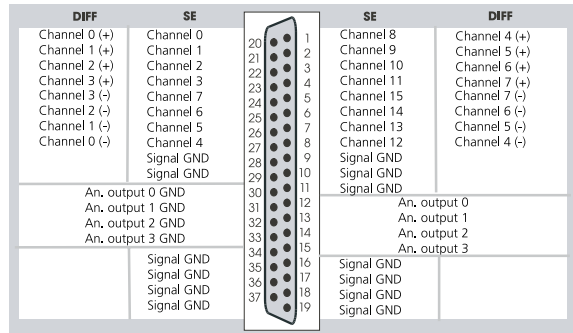 DIFF SE SE DIFF
Channel 0 (+) Channel 0 20 1 Channel 8 Channel 4 (+)
Channel 1 (+) Channel 1 21 2 Channel 9 Channel 5 (+)
Channel 2 (+) Channel 2 22 3 Channel 10 Channel 6 (+)
Channel 3 (+) Channel 3 23 4 Channel 11 Channel 7 (+)
Channel 3 (-) Channel 7 24 5 Channel 15 Channel 7 (-)
Channel 2 (-) Channel 6 25 6 Channel 14 Channel 6 (-)
Channel 1 (-) Channel 5 26 7 Channel 13 Channel 5 (-)
Channel 0 (-) Channel 4 27 8 Channel 12 Channel 4 (-)
Signal GND 28 9 Signal GND
Signal GND 29 10 Signal GND
An. output 0 GND 30 11 Signal GND
An. output 1 GND 31 12 An. output 0
An. output 2 GND 32 13 An. output 1
An. output 3 GND 33 14 An. output 2
34 15 An. output 3
Signal GND 35 16 Signal GND
Signal GND 36 17 Signal GND
Signal GND 37 18 Signal GND
Signal GND 19 Signal GND